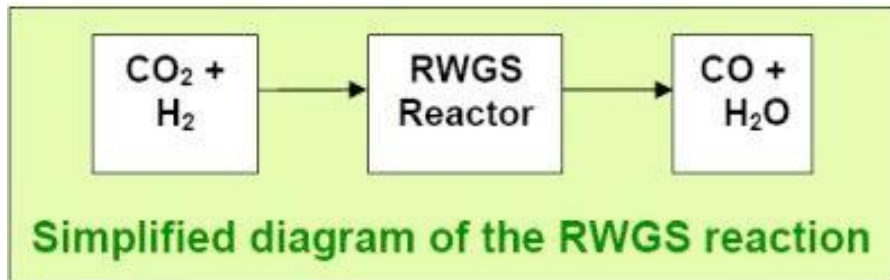 CO₂ +
H₂
RWGS
Reactor
CO +
H₂O
Simplified diagram of the RWGS reaction